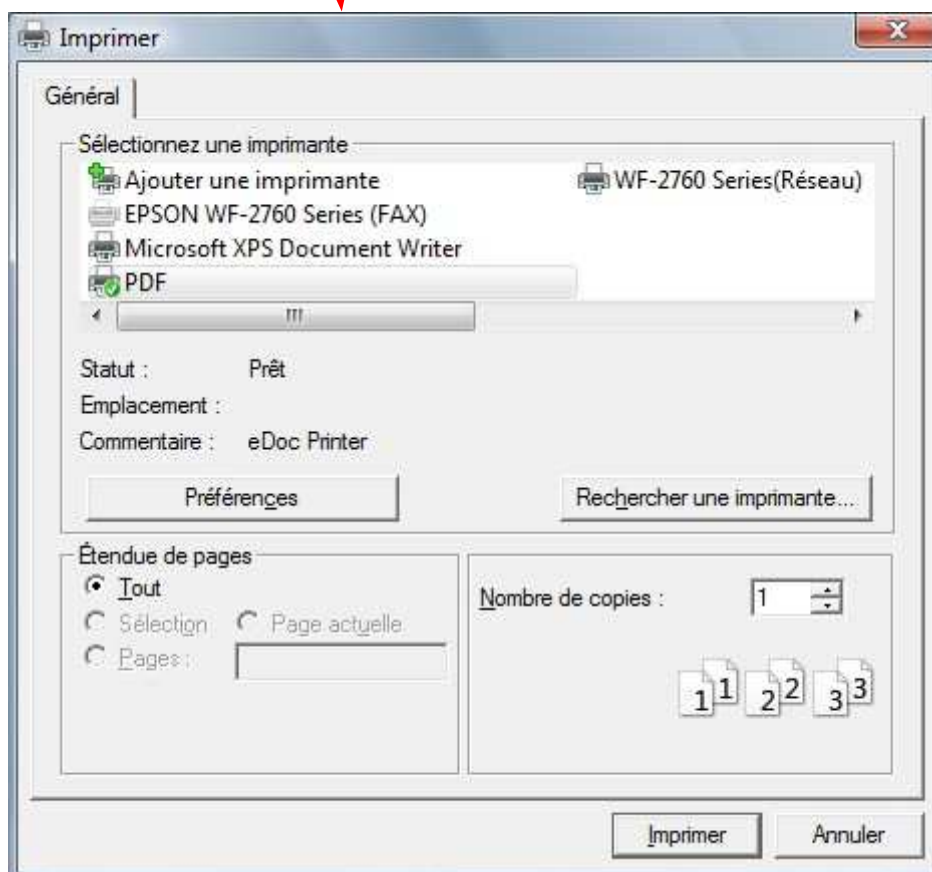 Imprimer
Général
Sélectionnez une imprimante
Ajouter une imprimante
WF-2760 Series(Réseau)
EPSON WF-2760 Series (FAX)
Microsoft XPS Document Writer
PDF
Statut : Prêt
Emplacement :
Commentaire : eDoc Printer
Préférences
Rechercher une imprimante...
Étendue de pages
Tout
Sélection Page actuelle
Pages :
Nombre de copies : 1
1 1 2 2 3 3
Imprimer Annuler